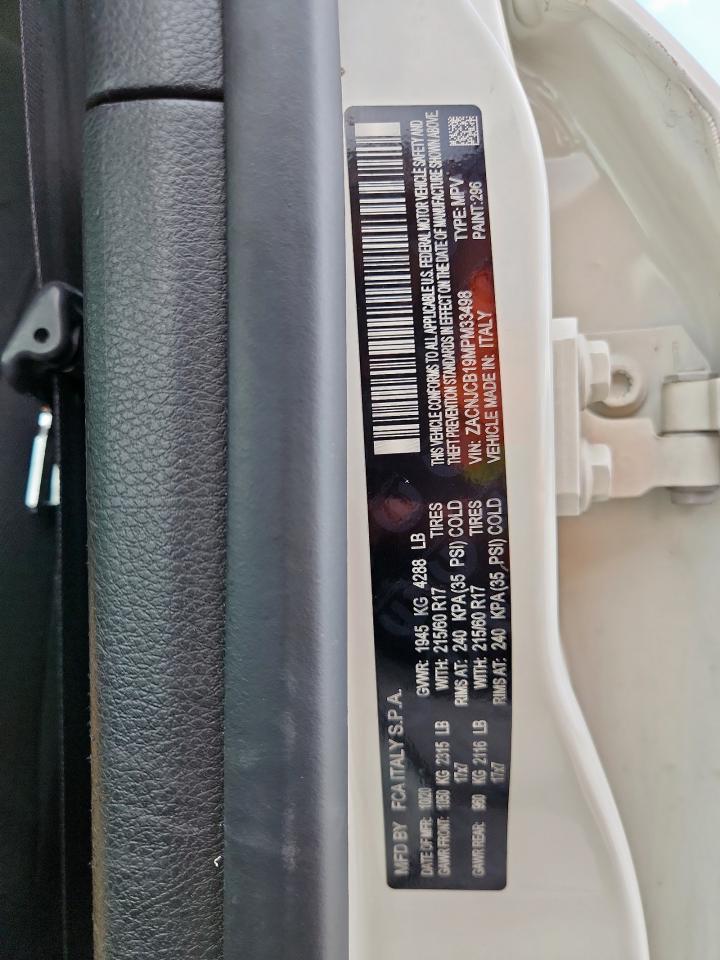 MFD BY FCA ITALY S.P.A.
DATE OF MFR: 10/20 GVWR: 1945 KG 4288 LB
GAWR FRONT: 1050 KG 2315 LB WITH: 215/60 R17 TIRES
17x7 RIMS AT: 240 KPA(35 PSI) COLD
GAWR REAR: 960 KG 2116 LB WITH: 215/60 R17 TIRES
17x7 RIMS AT: 240 KPA(35 PSI) COLD
THIS VEHICLE CONFORMS TO ALL APPLICABLE U.S. FEDERAL MOTOR VEHICLE SAFETY AND
THEFT PREVENTION STANDARDS IN EFFECT ON THE DATE OF MANUFACTURE SHOWN ABOVE.
VIN: ZACNJCB19MPM33498 TYPE: MPV
VEHICLE MADE IN: ITALY PAINT: 296